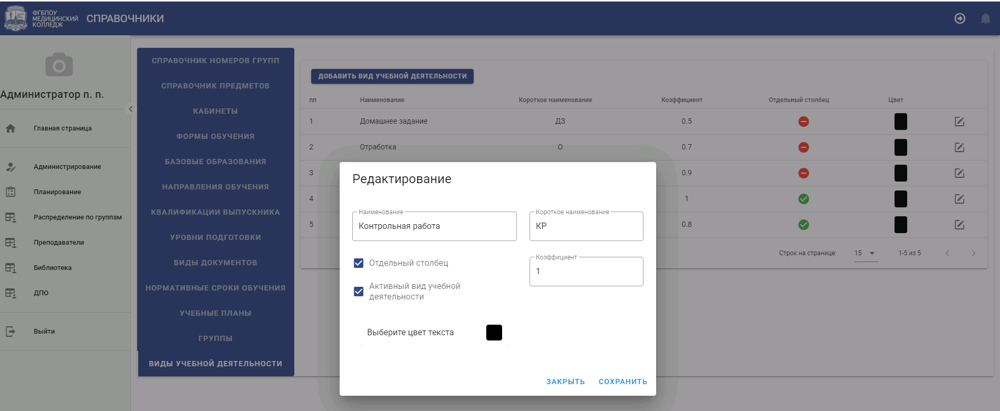 ФГБПОУ
МЕДИЦИНСКИЙ
КОЛЛЕДЖ
СПРАВОЧНИКИ
Администратор n. n.
Главная страница
Администрирование
Планирование
Распределение по группам
Преподаватели
Библиотека
ДПО
Выйти
СПРАВОЧНИК НОМЕРОВ ГРУПП
СПРАВОЧНИК ПРЕДМЕТОВ
КАБИНЕТЫ
ФОРМЫ ОБУЧЕНИЯ
БАЗОВЫЕ ОБРАЗОВАНИЯ
НАПРАВЛЕНИЯ ОБУЧЕНИЯ
КВАЛИФИКАЦИИ ВЫПУСКНИКА
УРОВНИ ПОДГОТОВКИ
ВИДЫ ДОКУМЕНТОВ
НОРМАТИВНЫЕ СРОКИ ОБУЧЕНИЯ
УЧЕБНЫЕ ПЛАНЫ
ГРУППЫ
ВИДЫ УЧЕБНОЙ ДЕЯТЕЛЬНОСТИ
ДОБАВИТЬ ВИД УЧЕБНОЙ ДЕЯТЕЛЬНОСТИ
пп Наименование Короткое наименование Коэффициент Отдельный столбец Цвет
1 Домашнее задание ДЗ 0.5
2 Отработка О 0.7
3 0.9
4 1
5 0.8
Строк на странице: 15 1-5 из 5
Редактирование
Наименование
Контрольная работа
Короткое наименование
КР
Отдельный столбец
Коэффициент
1
Активный вид учебной
деятельности
Выберите цвет текста
ЗАКРЫТЬ СОХРАНИТЬ